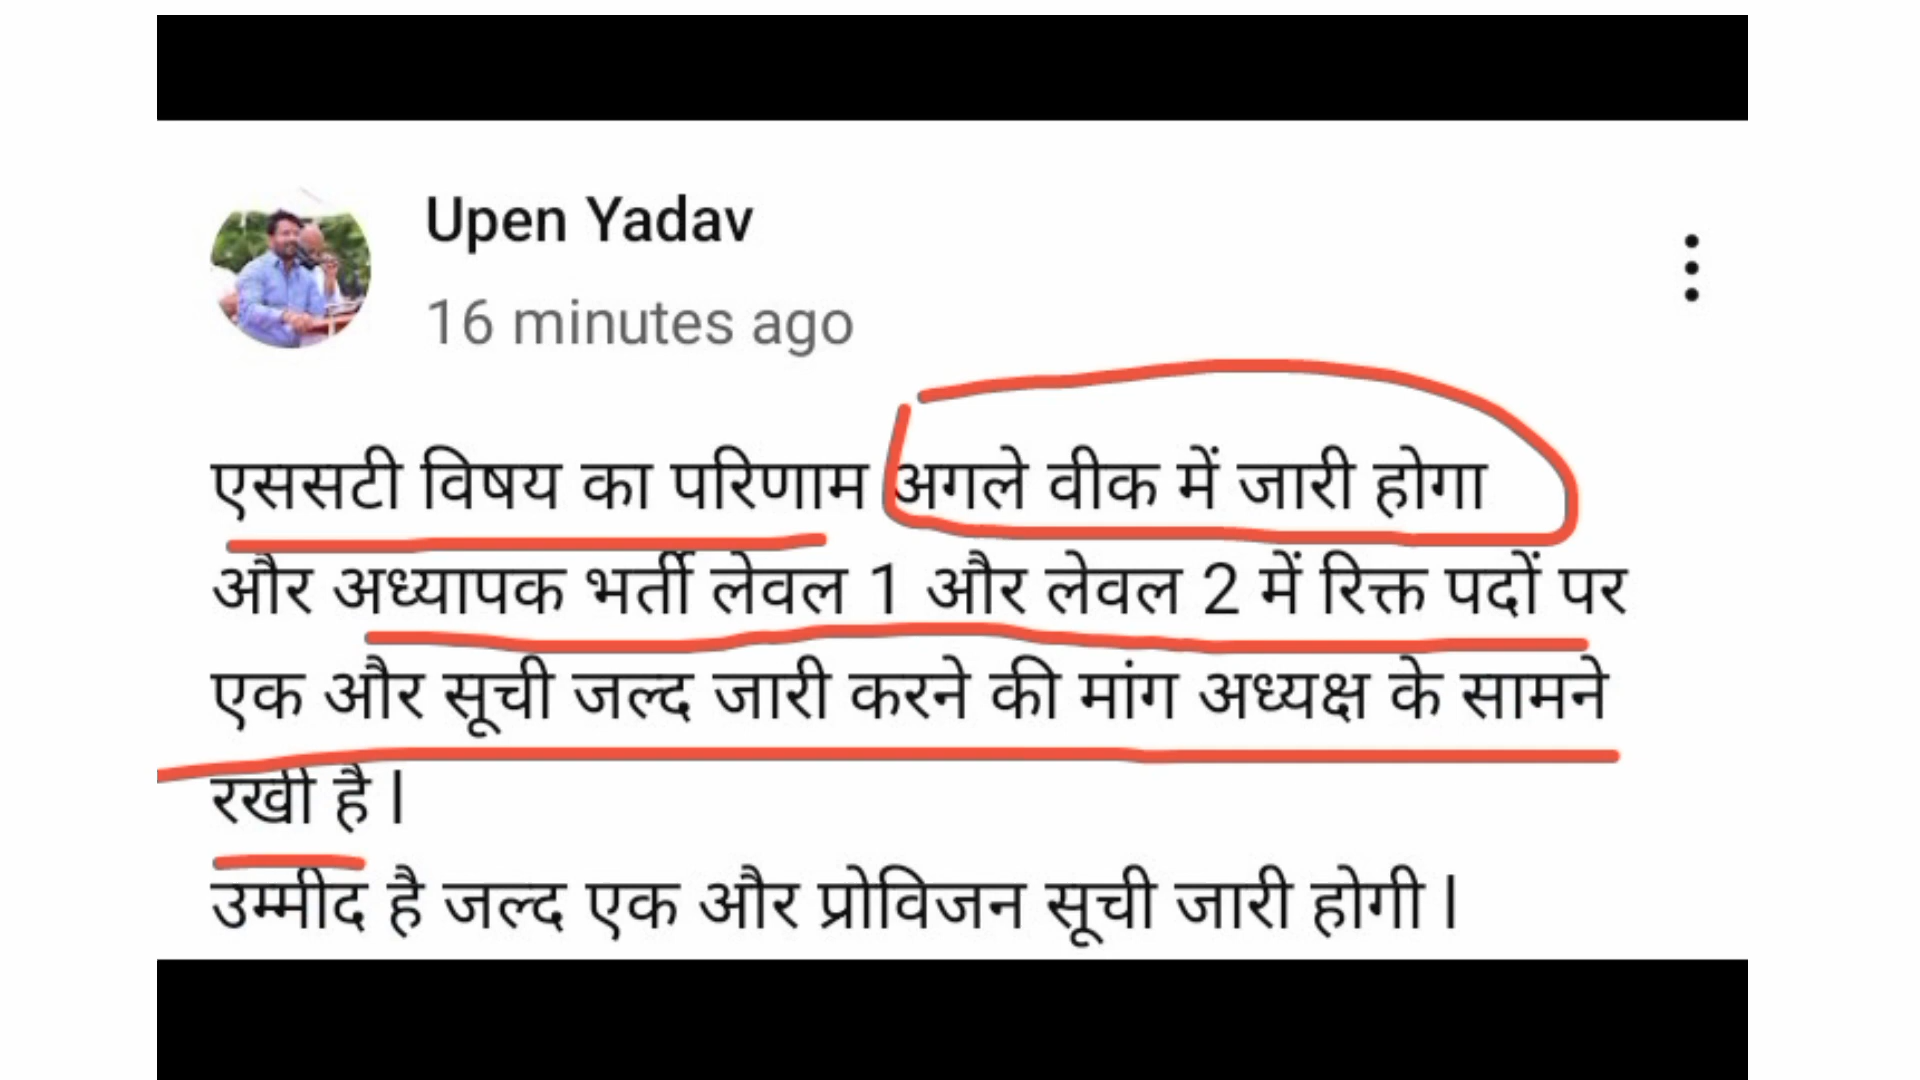 Upen Yadav
16 minutes ago
एससटी विषय का परिणाम अगले वीक में जारी होगा
और अध्यापक भर्ती लेवल 1 और लेवल 2 में रिक्त पदों पर
एक और सूची जल्द जारी करने की मांग अध्यक्ष के सामने
रखी है l
उम्मीद है जल्द एक और प्रोविजन सूची जारी होगी l